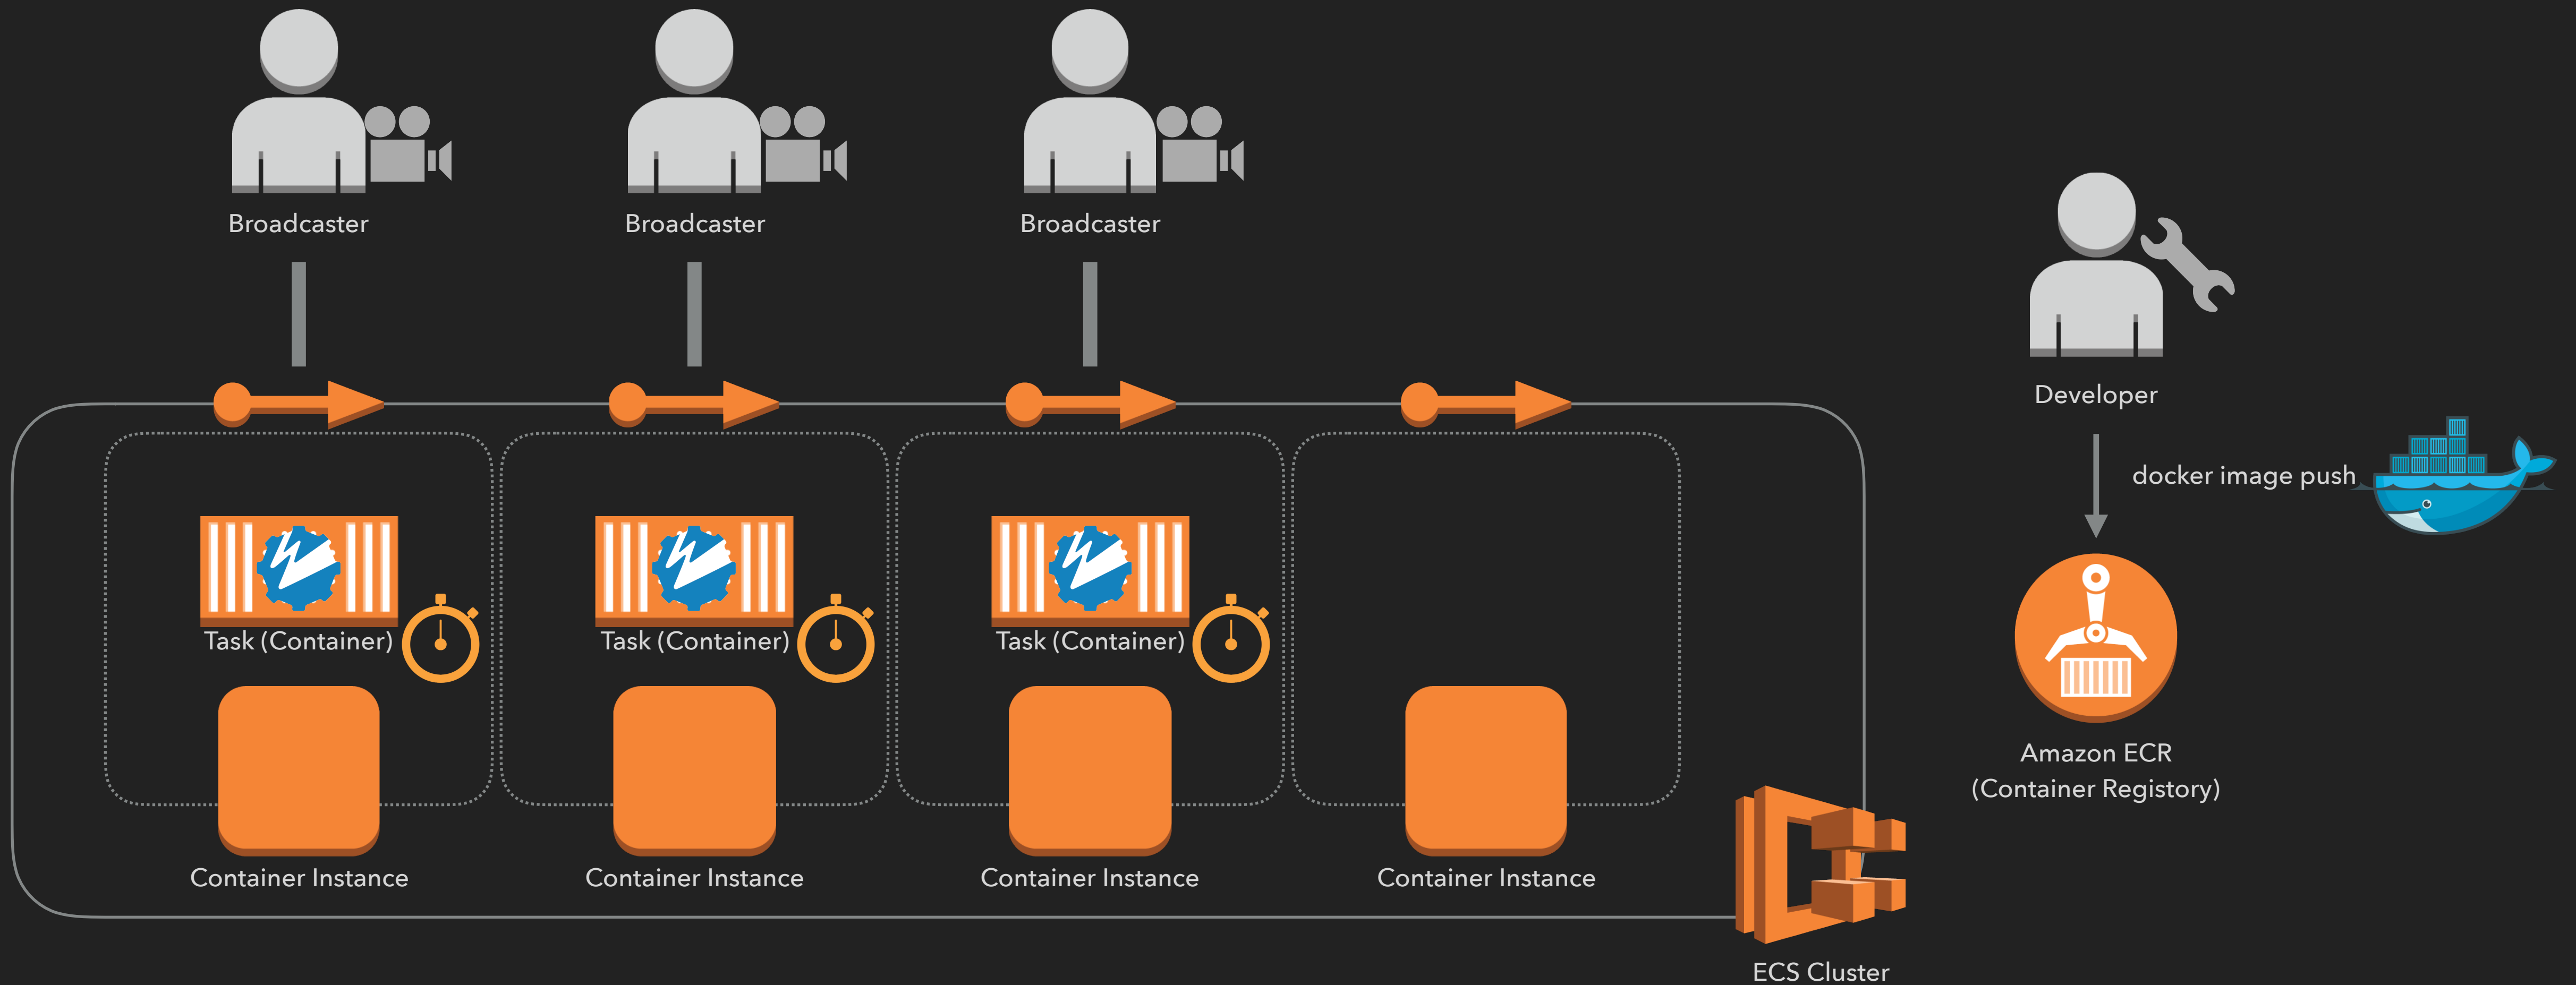 Broadcaster
Broadcaster
Broadcaster
Developer
docker image push
Task (Container)
Task (Container)
Task (Container)
Amazon ECR
(Container Registory)
Container Instance
Container Instance
Container Instance
Container Instance
ECS Cluster